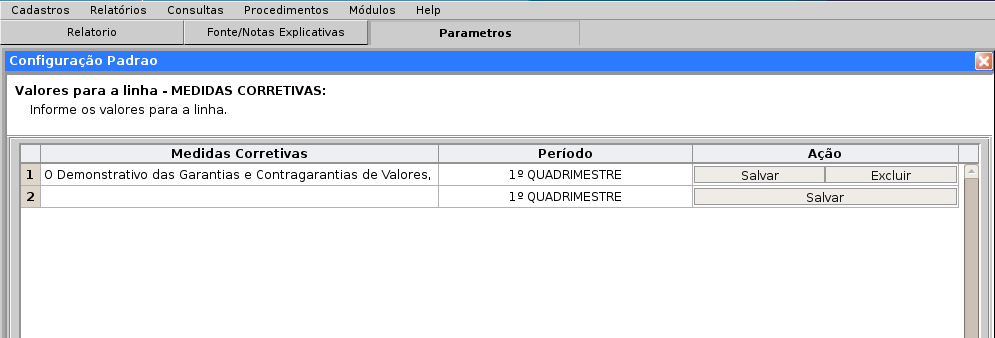 Cadastros Relatórios Consultas Procedimentos Módulos Help
Relatorio Fonte/Notas Explicativas Parametros
Configuração Padrao
Valores para a linha - MEDIDAS CORRETIVAS:
Informe os valores para a linha.
Medidas Corretivas Período Ação
1 O Demonstrativo das Garantias e Contragarantias de Valores, 1º QUADRIMESTRE Salvar Excluir
2 1º QUADRIMESTRE Salvar